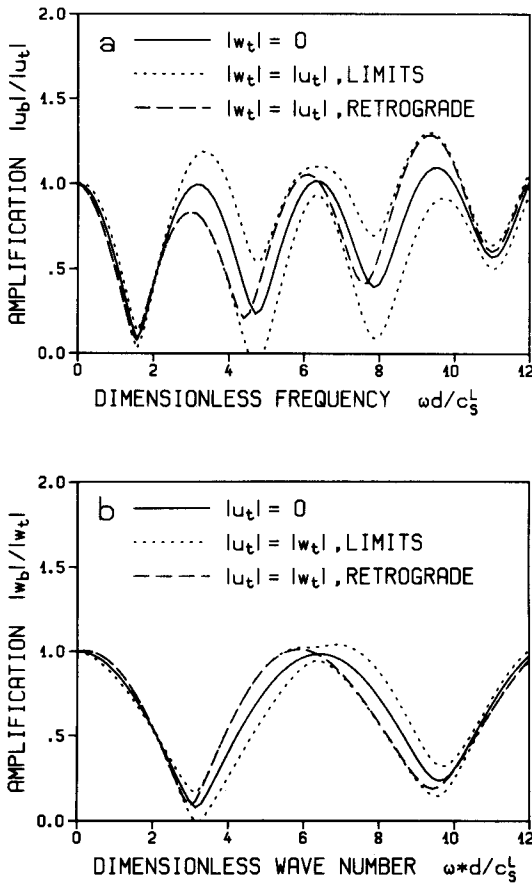 2.0
a
|wt| = 0
|wt| = |ut| , LIMITS
|wt| = |ut| , RETROGRADE
1.5
1.0
.5
0.0
AMPLIFICATION |ub|/|ut|
0 2 4 6 8 10 12
DIMENSIONLESS FREQUENCY ωd/csL
2.0
b
|ut| = 0
|ut| = |wt| , LIMITS
|ut| = |wt| , RETROGRADE
1.5
1.0
.5
0.0
AMPLIFICATION |wb|/|wt|
0 2 4 6 8 10 12
DIMENSIONLESS WAVE NUMBER ω*d/csL